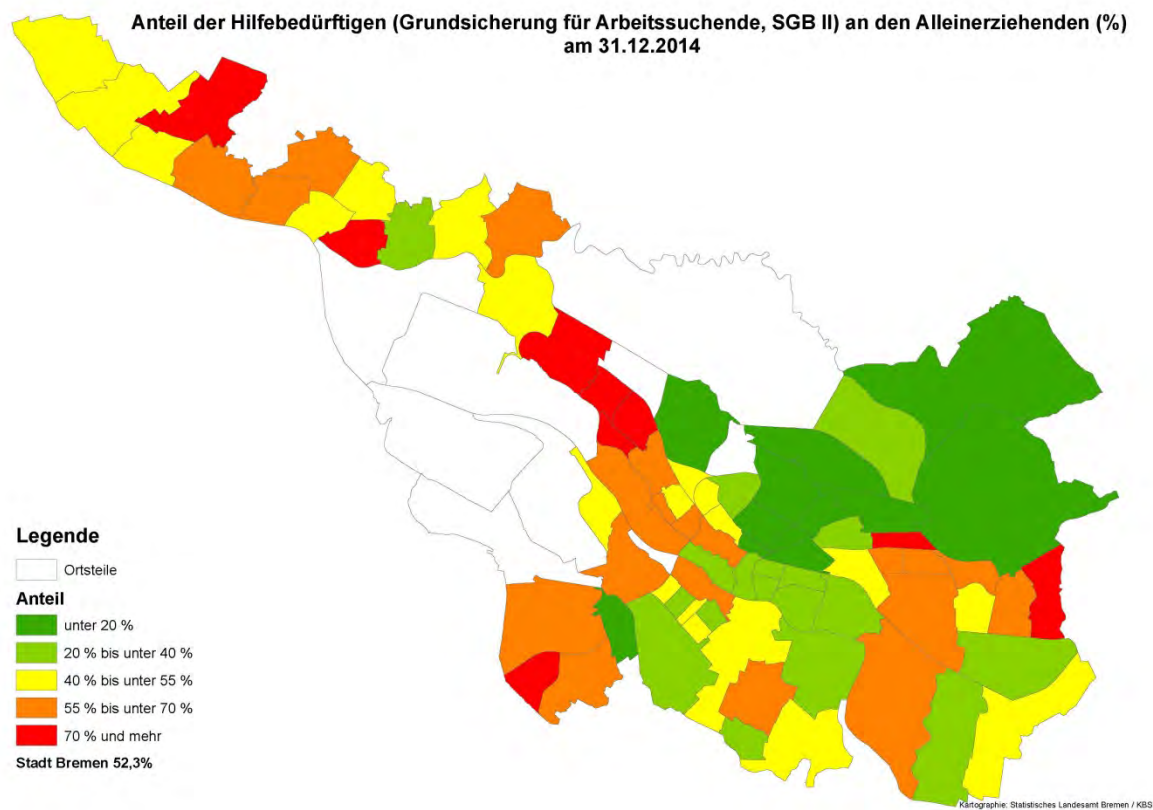 Anteil der Hilfebedürftigen (Grundsicherung für Arbeitssuchende, SGB II) an den Alleinerziehenden (%)
am 31.12.2014
Legende
Ortsteile
Anteil
unter 20 %
20 % bis unter 40 %
40 % bis unter 55 %
55 % bis unter 70 %
70 % und mehr
Stadt Bremen 52,3%
Kartographie: Statistisches Landesamt Bremen / KBS